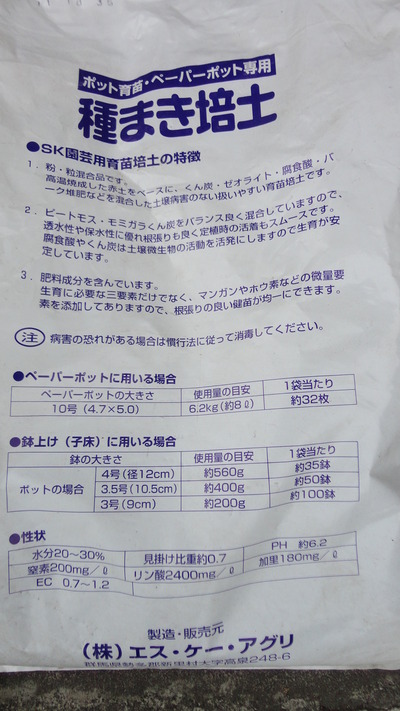 ポット育苗・ペーパーポット専用
種まき培土
●SK園芸用育苗培土の特徴
1．粉・粒混合品です。
高温焼成した赤土をベースに、くん炭・ゼオライト・腐食酸・バ
ーク堆肥などを混合した土壌病害のない扱いやすい育苗培土です。
2．ピートモス・モミガラくん炭をバランス良く混合していますので、
透水性や保水性に優れ根張りも良く定植時の活着もスムースです。
腐食酸やくん炭は土壌微生物の活動を活発にしますので生育が安
定しています。
3．肥料成分を含んでいます。
生育に必要な三要素だけでなく、マンガンやホウ素などの微量要
素を添加してありますので、根張りの良い健苗が均一にできます。
注 病害の恐れがある場合は慣行法に従って消毒してください。
●ペーパーポットに用いる場合
ペーパーポットの大きさ 使用量の目安 1袋当たり
10号（4.7×5.0） 6.2kg（約8ℓ） 約32枚
●鉢上げ（子床）に用いる場合
鉢の大きさ 使用量の目安 1袋当たり
ポットの場合 4号（径12cm） 約560g 約35鉢
3.5号（10.5cm） 約400g 約50鉢
3号（9cm） 約200g 約100鉢
●性状
水分20～30% 見掛け比重約0.7 PH 約6.2
窒素200mg／ℓ リン酸2400mg／ℓ 加里180mg／ℓ
EC 0.7～1.2
製造・販売元
（株）エス・ケー・アグリ
群馬県勢多郡新里村大字高泉248-6